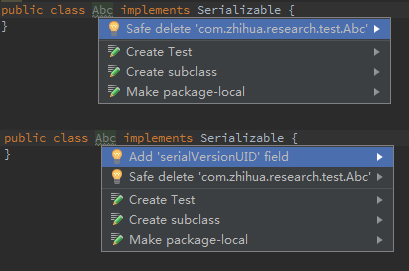 public class Abc implements Serializable {
Safe delete 'com.zhihua.research.test.Abc'
}
Create Test
Create subclass
Make package-local
public class Abc implements Serializable {
}
Add 'serialVersionUID' field
Safe delete 'com.zhihua.research.test.Abc'
Create Test
Create subclass
Make package-local